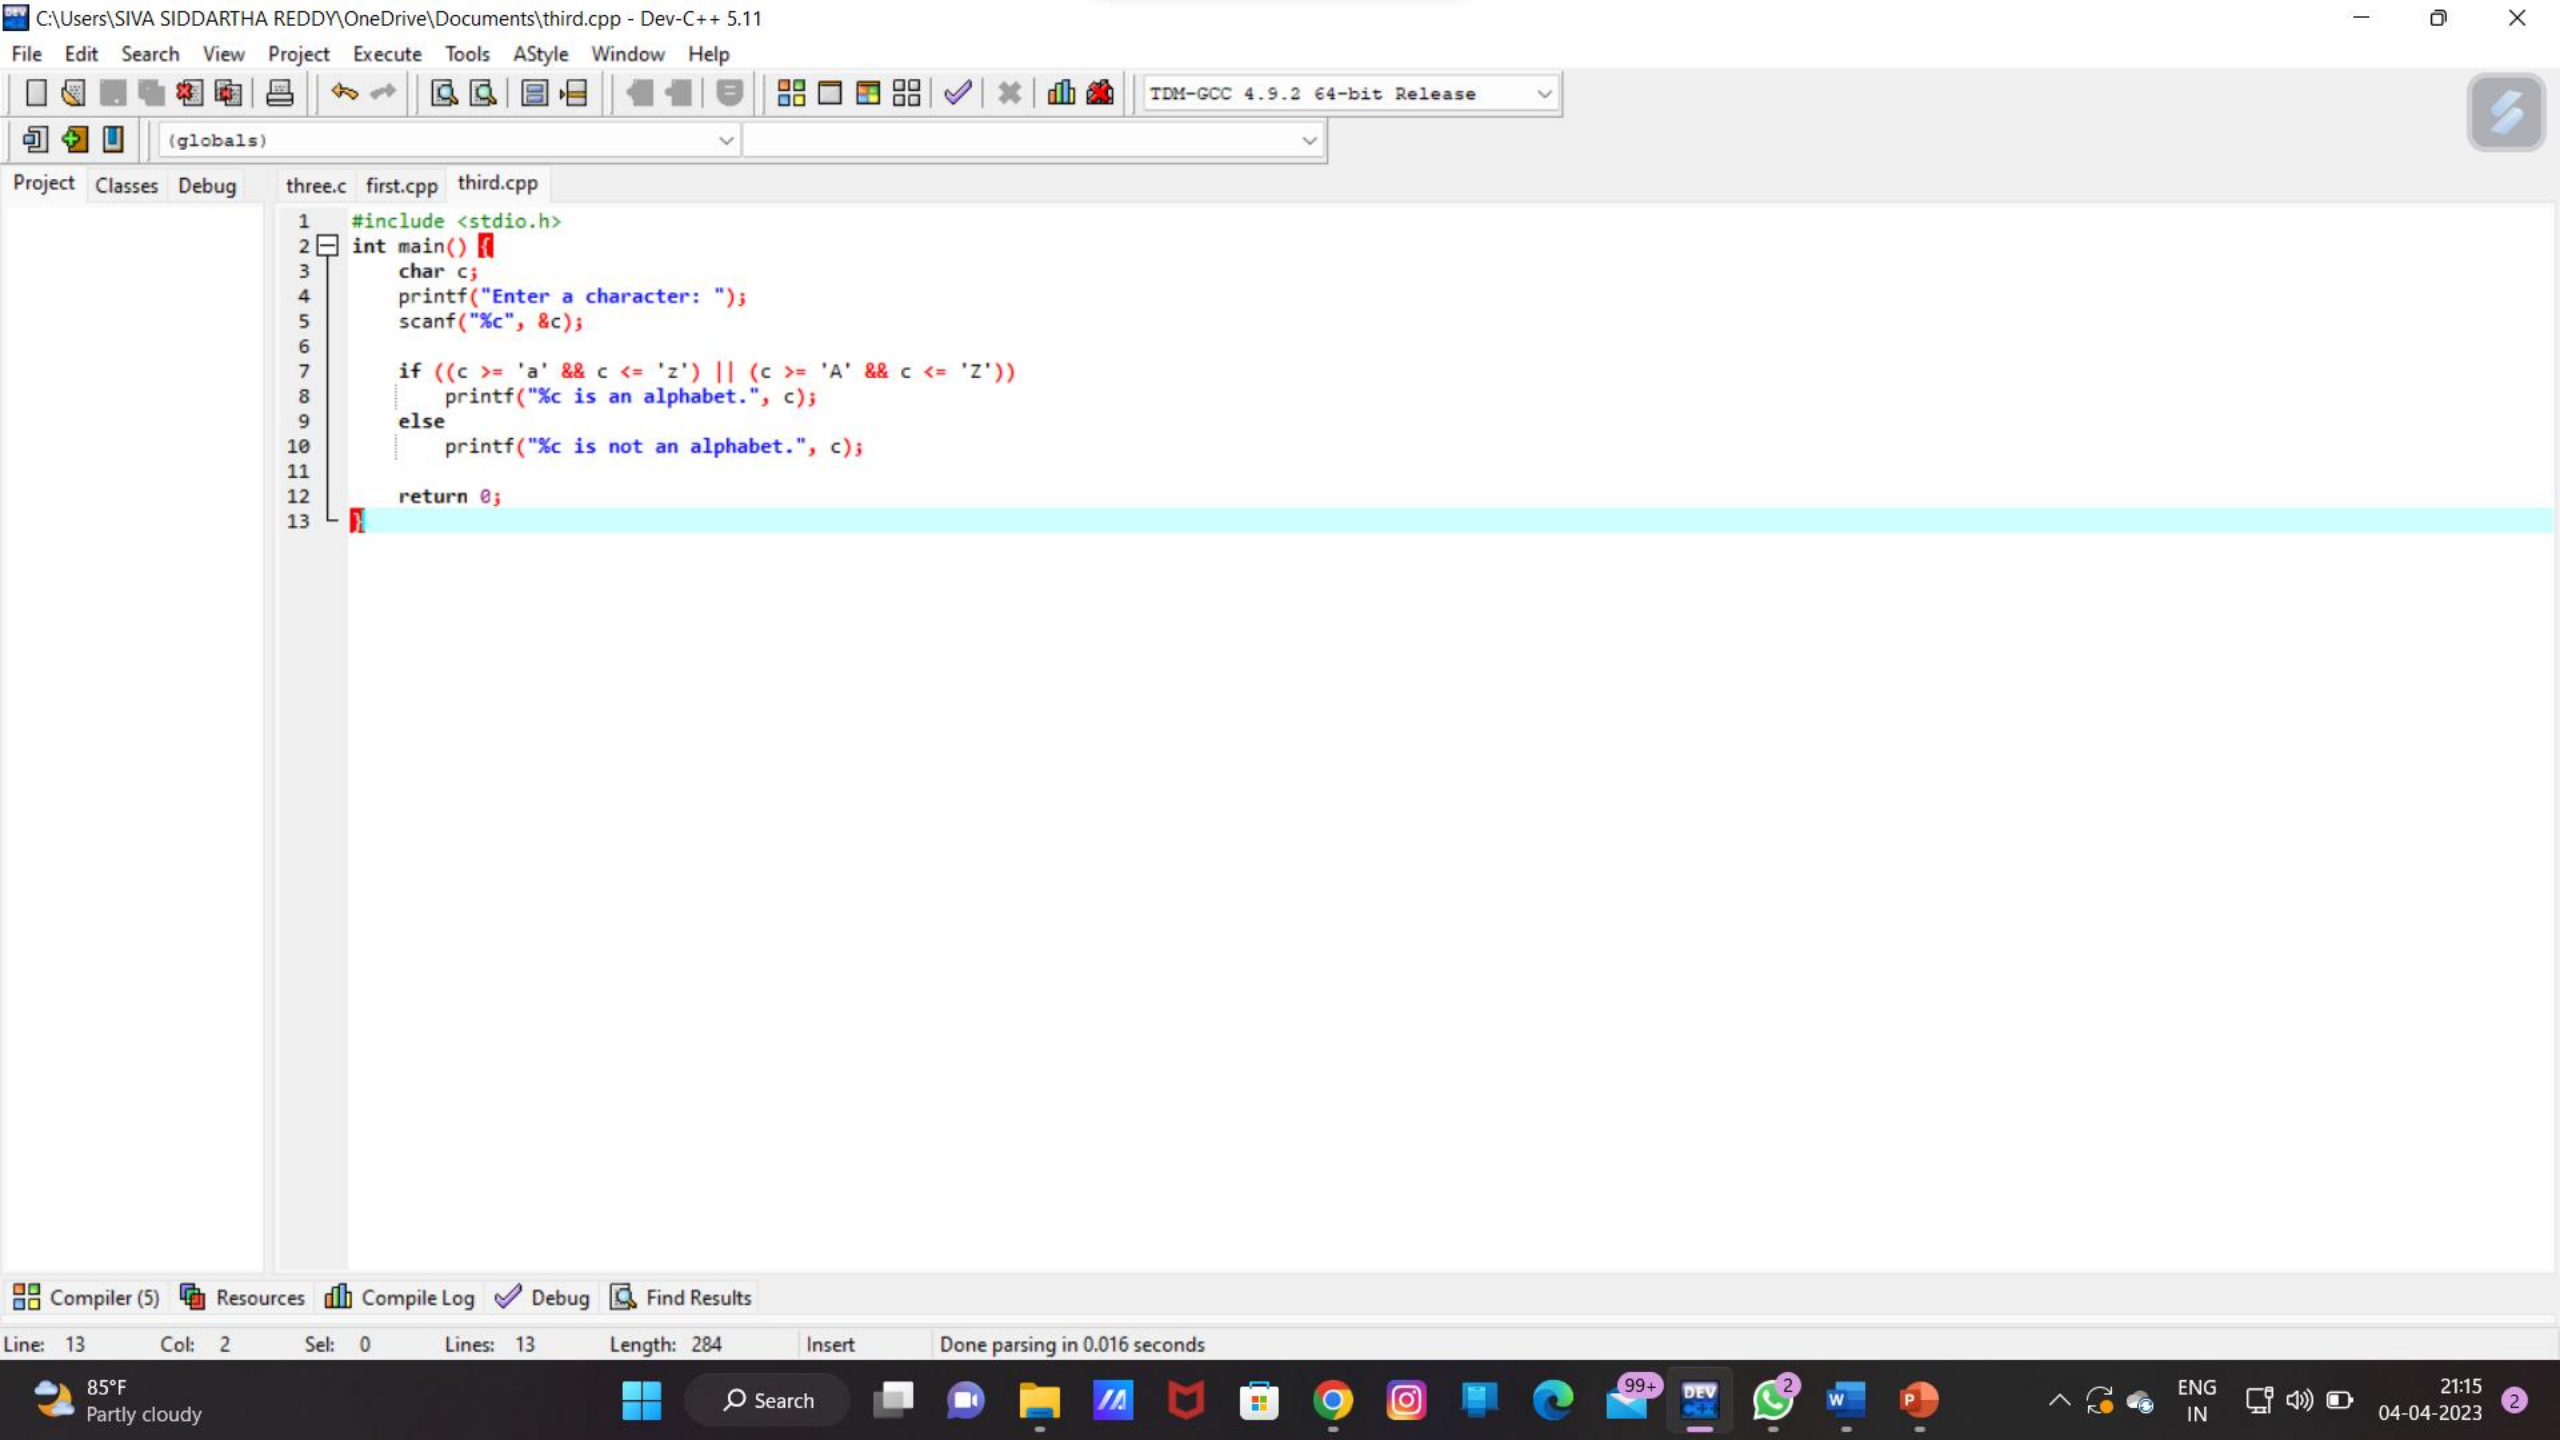 C:\Users\SIVA SIDDARTHA REDDY\OneDrive\Documents\third.cpp - Dev-C++ 5.11
File Edit Search View Project Execute Tools AStyle Window Help
TDM-GCC 4.9.2 64-bit Release
(globals)
Project Classes Debug three.c first.cpp third.cpp
1 #include <stdio.h>
2 int main() {
3 char c;
4 printf("Enter a character: ");
5 scanf("%c", &c);
6
7 if ((c >= 'a' && c <= 'z') || (c >= 'A' && c <= 'Z'))
8 printf("%c is an alphabet.", c);
9 else
10 printf("%c is not an alphabet.", c);
11
12 return 0;
13 }
Compiler (5) Resources Compile Log Debug Find Results
Line: 13 Col: 2 Sel: 0 Lines: 13 Length: 284 Insert Done parsing in 0.016 seconds
85°F
Partly cloudy
Search
99+
DEV
C++
2
W
P
ENG
IN
21:15
04-04-2023
2